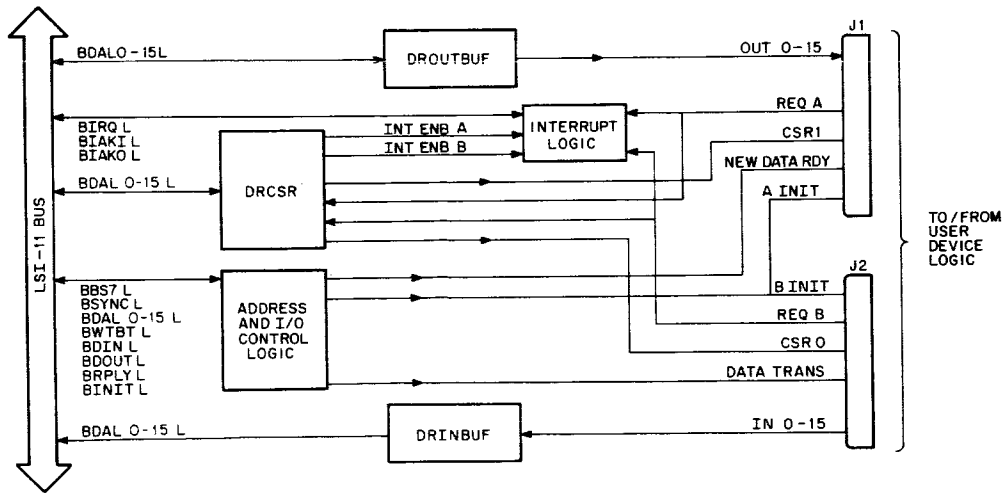 J1
BDAL0-15L
DROUTBUF
OUT 0-15
BIRQ L
BIAKI L
BIAKO L
INT ENB A
INT ENB B
INTERRUPT
LOGIC
REQ A
CSR1
BDAL 0-15 L
DRCSR
NEW DATA RDY
A INIT
LSI-11 BUS
TO/FROM
USER
DEVICE
LOGIC
J2
BBS7 L
BSYNC L
BDAL 0-15 L
BWTBT L
BDIN L
BDOUT L
BRPLY L
BINIT L
ADDRESS
AND I/O
CONTROL
LOGIC
B INIT
REQ B
CSR 0
DATA TRANS
BDAL 0-15 L
DRINBUF
IN 0-15